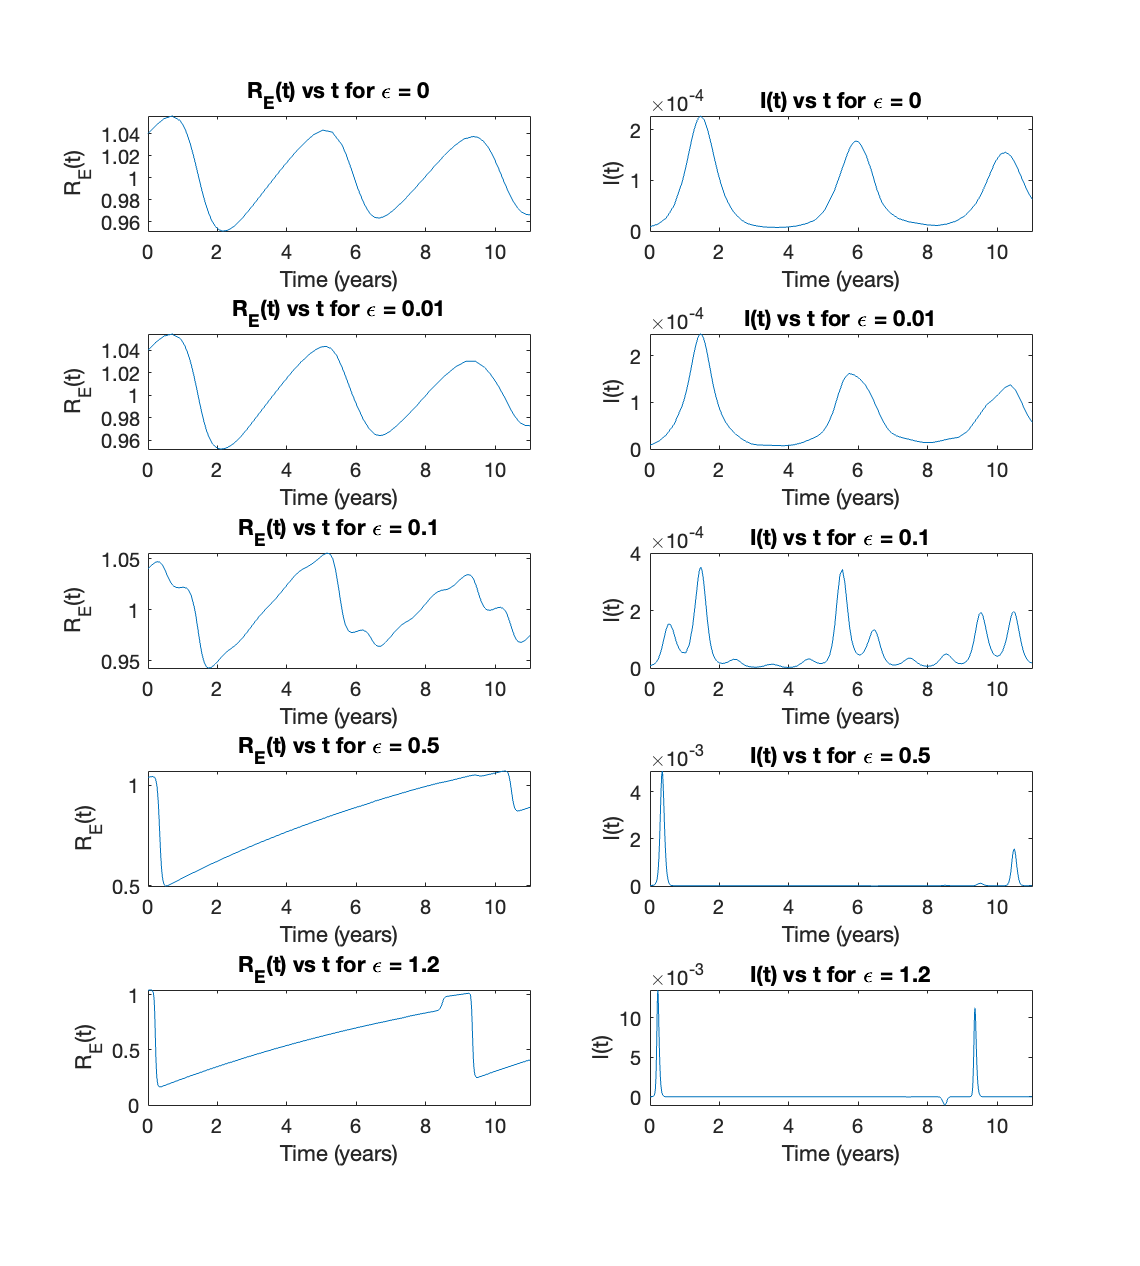 R_E(t) vs t for ϵ = 0
1.04
1.02
1
0.98
0.96
R_E(t)
0 2 4 6 8 10
Time (years)
×10^-4
I(t) vs t for ϵ = 0
2
1
0
I(t)
0 2 4 6 8 10
Time (years)
R_E(t) vs t for ϵ = 0.01
1.04
1.02
1
0.98
0.96
R_E(t)
0 2 4 6 8 10
Time (years)
×10^-4
I(t) vs t for ϵ = 0.01
2
1
0
I(t)
0 2 4 6 8 10
Time (years)
R_E(t) vs t for ϵ = 0.1
1.05
1
0.95
R_E(t)
0 2 4 6 8 10
Time (years)
×10^-4
I(t) vs t for ϵ = 0.1
4
2
0
I(t)
0 2 4 6 8 10
Time (years)
R_E(t) vs t for ϵ = 0.5
1
0.5
R_E(t)
0 2 4 6 8 10
Time (years)
×10^-3
I(t) vs t for ϵ = 0.5
4
2
0
I(t)
0 2 4 6 8 10
Time (years)
R_E(t) vs t for ϵ = 1.2
1
0.5
0
R_E(t)
0 2 4 6 8 10
Time (years)
×10^-3
I(t) vs t for ϵ = 1.2
10
5
0
I(t)
0 2 4 6 8 10
Time (years)